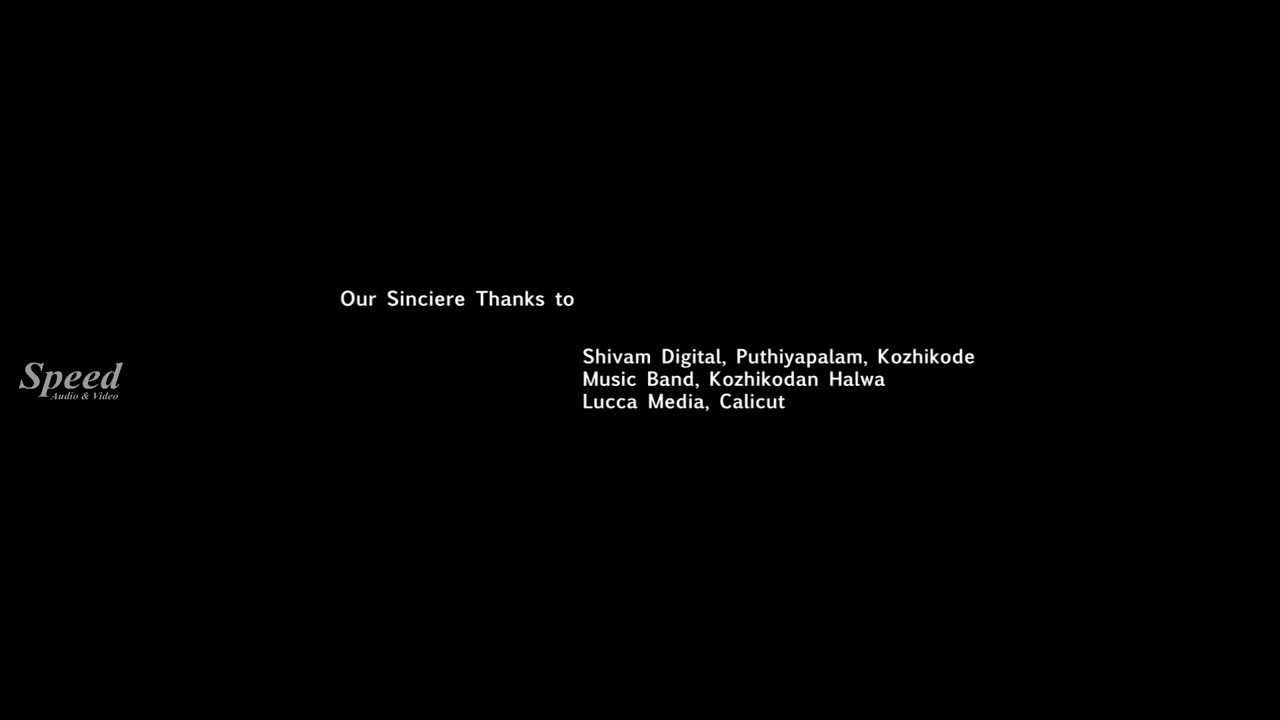 Our Sinciere Thanks to
Shivam Digital, Puthiyapalam, Kozhikode
Speed
Audio & Video
Music Band, Kozhikodan Halwa
Lucca Media, Calicut